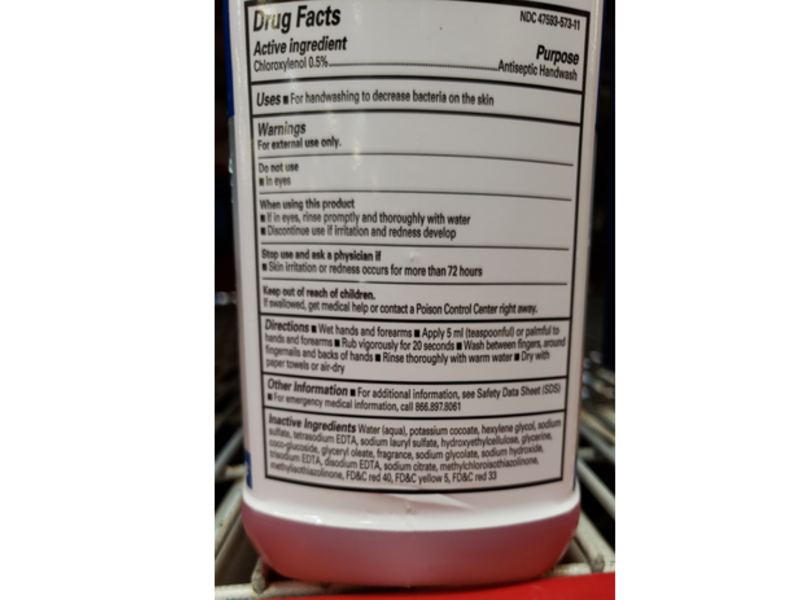 Drug Facts
NDC 47593-573-11
Active ingredient
Purpose
Chloroxylenol 0.5%
Antiseptic Handwash
Uses ■ For handwashing to decrease bacteria on the skin
Warnings
For external use only.
Do not use
■ in eyes
When using this product
■ If in eyes, rinse promptly and thoroughly with water
■ Discontinue use if irritation and redness develop
Stop use and ask a physician if
■ Skin irritation or redness occurs for more than 72 hours
Keep out of reach of children.
If swallowed, get medical help or contact a Poison Control Center right away.
Directions ■ Wet hands and forearms ■ Apply 5 ml (teaspoonful) or palmful to
hands and forearms ■ Rub vigorously for 20 seconds ■ Wash between fingers, around
fingernails and backs of hands ■ Rinse thoroughly with warm water ■ Dry with
paper towels or air-dry
Other Information ■ For additional information, see Safety Data Sheet (SDS)
■ For emergency medical information, call 866.897.8061
Inactive Ingredients Water (aqua), potassium cocoate, hexylene glycol, sodium
sulfate, tetrasodium EDTA, sodium lauryl sulfate, hydroxyethylcellulose, glycerine,
coco-glucoside, glyceryl oleate, fragrance, sodium glycolate, sodium hydroxide,
trisodium EDTA, disodium EDTA, sodium citrate, methylchloroisothiazolinone,
methylisothiazolinone, FD&C red 40, FD&C yellow 5, FD&C red 33